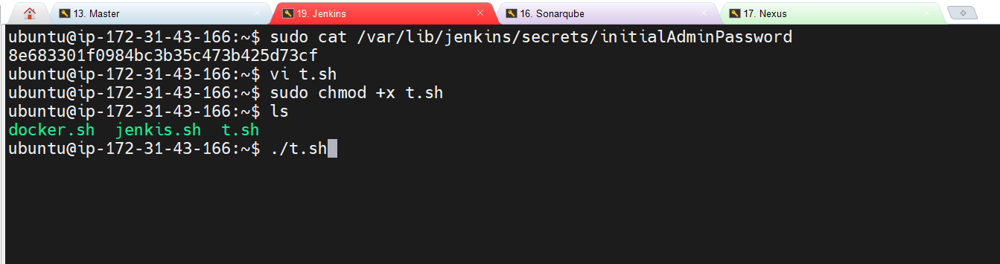 13. Master 19. Jenkins 16. Sonarqube 17. Nexus
ubuntu@ip-172-31-43-166:~$ sudo cat /var/lib/jenkins/secrets/initialAdminPassword
8e683301f0984bc3b35c473b425d73cf
ubuntu@ip-172-31-43-166:~$ vi t.sh
ubuntu@ip-172-31-43-166:~$ sudo chmod +x t.sh
ubuntu@ip-172-31-43-166:~$ ls
docker.sh  jenkis.sh  t.sh
ubuntu@ip-172-31-43-166:~$ ./t.sh